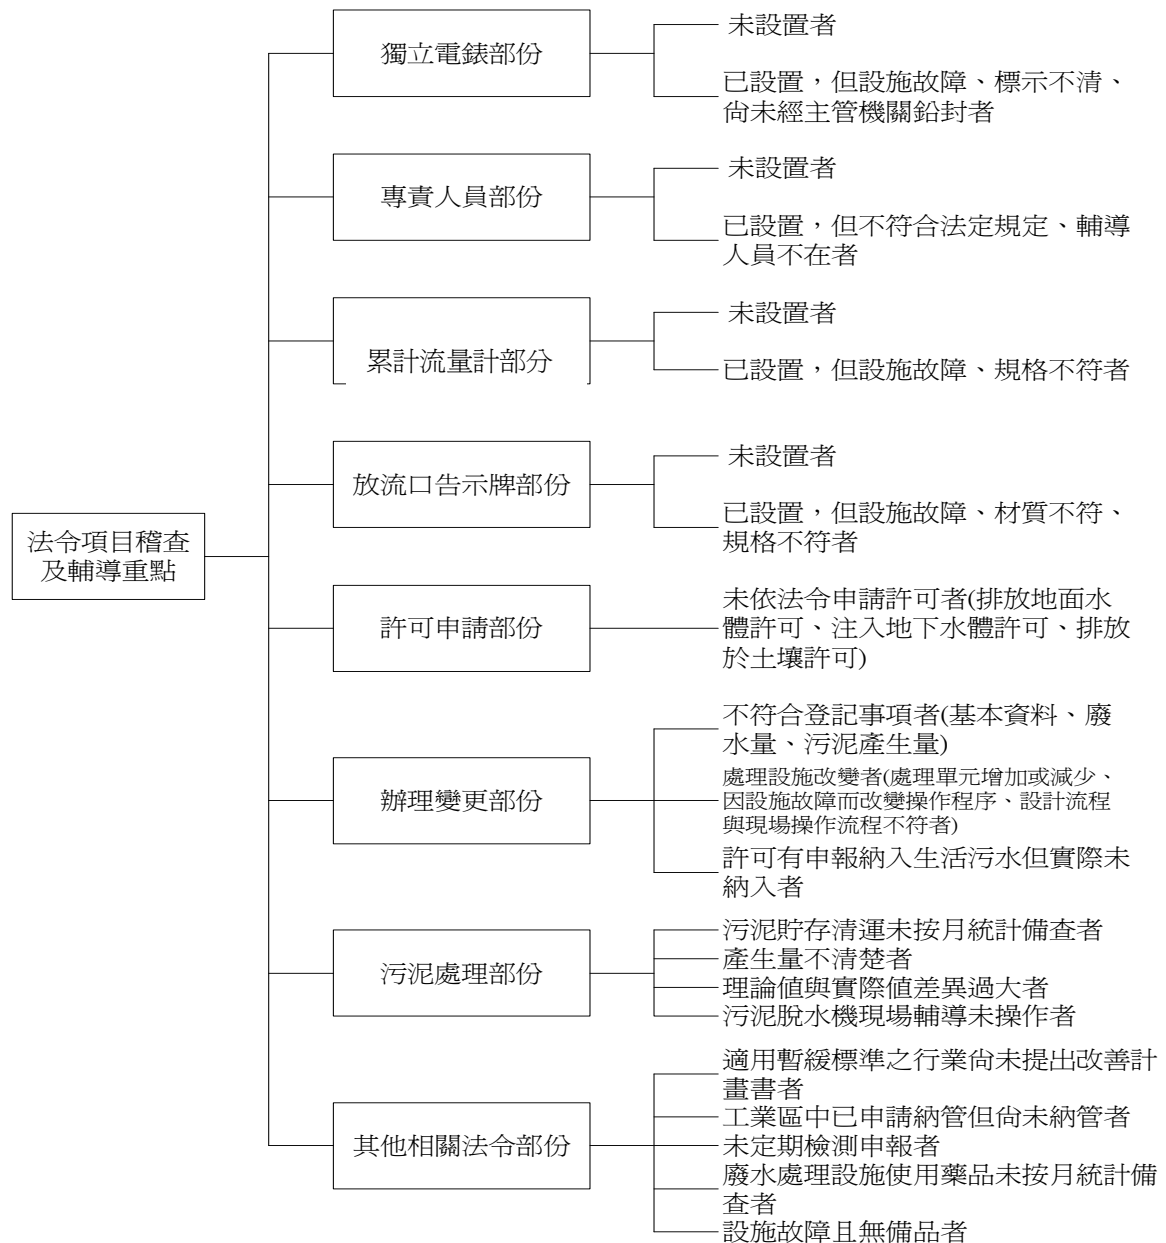 法令項目稽查
及輔導重點
獨立電錶部份
未設置者
已設置，但設施故障、標示不清、
尚未經主管機關鉛封者
專責人員部份
未設置者
已設置，但不符合法定規定、輔導
人員不在者
累計流量計部分
未設置者
已設置，但設施故障、規格不符者
放流口告示牌部份
未設置者
已設置，但設施故障、材質不符、
規格不符者
許可申請部份
未依法令申請許可者(排放地面水
體許可、注入地下水體許可、排放
於土壤許可)
辦理變更部份
不符合登記事項者(基本資料、廢
水量、污泥產生量)
處理設施改變者(處理單元增加或減少、
因設施故障而改變操作程序、設計流程
與現場操作流程不符者)
許可有申報納入生活污水但實際未
納入者
污泥處理部份
污泥貯存清運未按月統計備查者
產生量不清楚者
理論值與實際值差異過大者
污泥脫水機現場輔導未操作者
其他相關法令部份
適用暫緩標準之行業尚未提出改善計
畫書者
工業區中已申請納管但尚未納管者
未定期檢測申報者
廢水處理設施使用藥品未按月統計備
查者
設施故障且無備品者